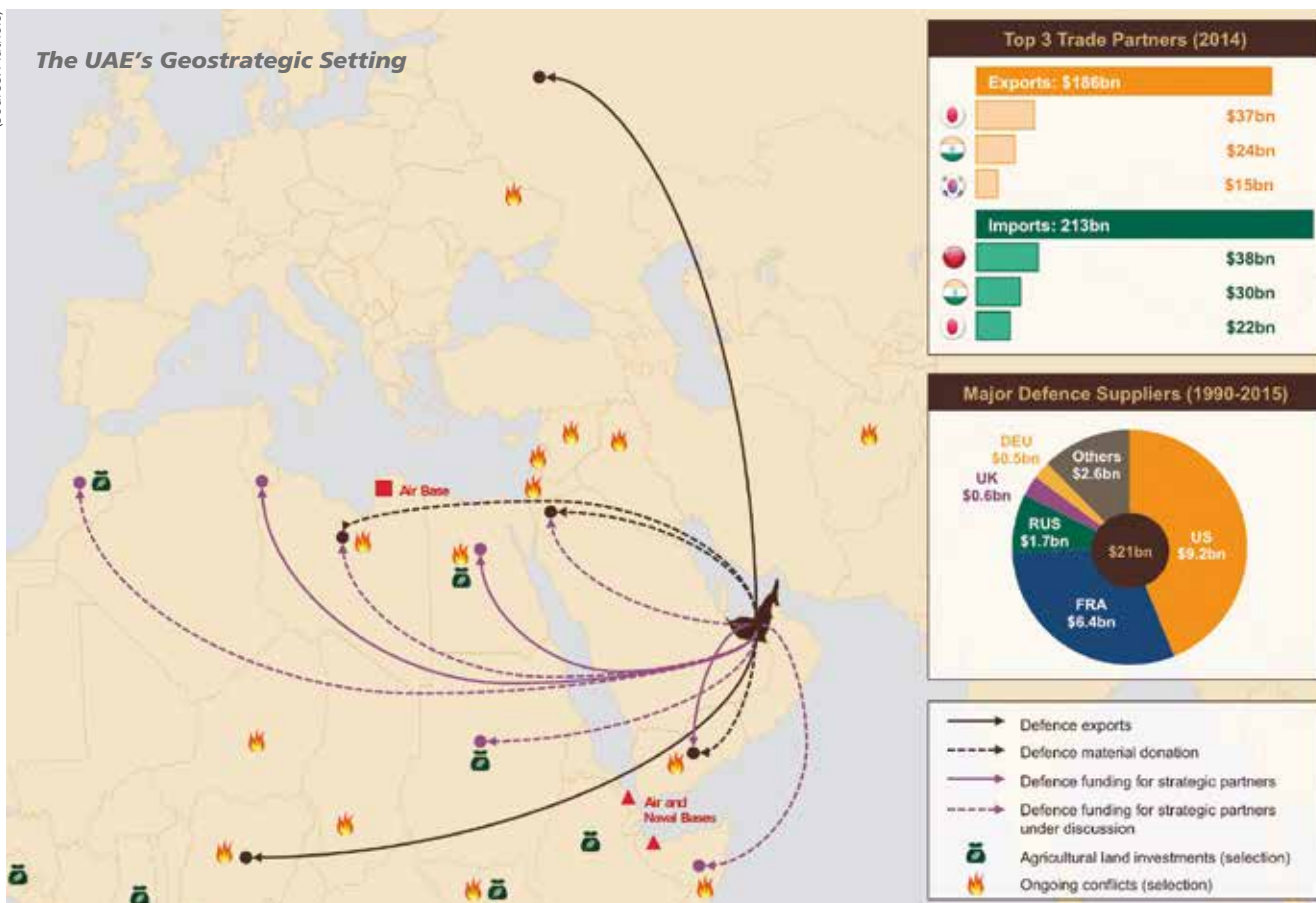 The UAE's Geostrategic Setting
Air Base
Air and
Naval Bases
Top 3 Trade Partners (2014)
Exports: $186bn
$37bn
$24bn
$15bn
Imports: 213bn
$38bn
$30bn
$22bn
Major Defence Suppliers (1990-2015)
DEU
$0.5bn
Others
$2.6bn
UK
$0.6bn
RUS
$1.7bn
$21bn
US
$9.2bn
FRA
$6.4bn
Defence exports
Defence material donation
Defence funding for strategic partners
Defence funding for strategic partners
under discussion
Agricultural land investments (selection)
Ongoing conflicts (selection)